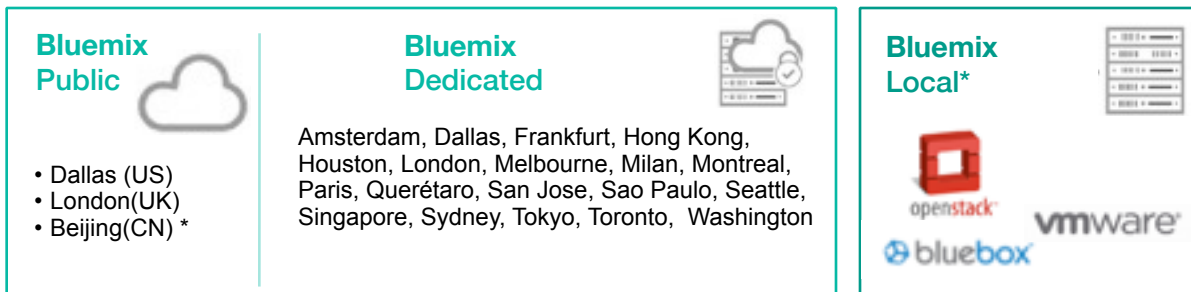 Bluemix
Public
• Dallas (US)
• London(UK)
• Beijing(CN) *
Bluemix
Dedicated
Amsterdam, Dallas, Frankfurt, Hong Kong,
Houston, London, Melbourne, Milan, Montreal,
Paris, Querétaro, San Jose, Sao Paulo, Seattle,
Singapore, Sydney, Tokyo, Toronto, Washington
Bluemix
Local*
openstack
vmware
bluebox